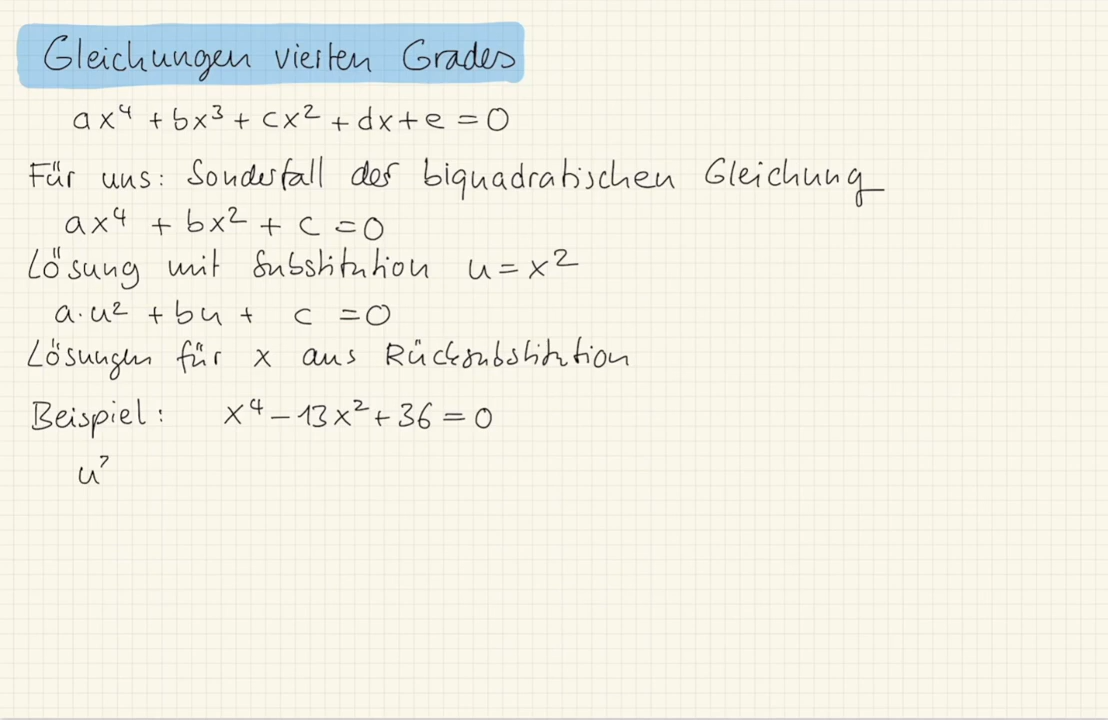 Gleichungen vierten Grades
ax⁴ + bx³ + cx² + dx + e = 0
Für uns: Sonderfall der biquadratischen Gleichung
ax⁴ + bx² + c = 0
Lösung mit Substitution u = x²
a · u² + bu + c = 0
Lösungen für x aus Rücksubstitution
Beispiel: x⁴ − 13x² + 36 = 0
u²